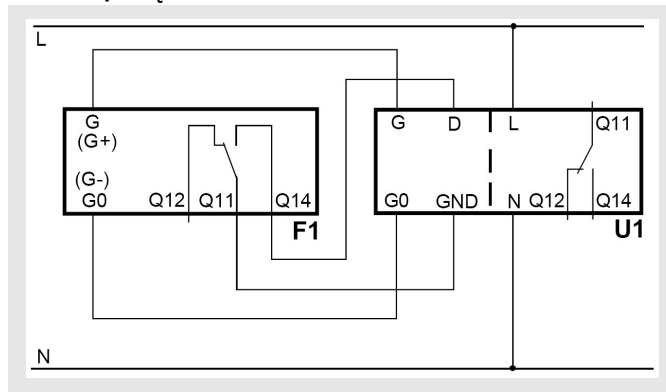 L
G G D L Q11
(G+)
(G-)
G0 Q12 Q11 Q14 G0 GND N Q12 Q14
F1 U1
N